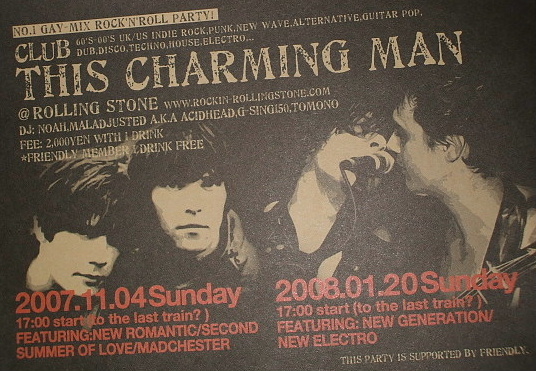 NO.1 GAY-MIX ROCK'N'ROLL PARTY!
CLUB 60'S-00'S UK/US INDIE ROCK,PUNK,NEW WAVE,ALTERNATIVE,GUITAR POP,
DUB,DISCO,TECHNO,HOUSE,ELECTRO...
THIS CHARMING MAN
@ROLLING STONE WWW.ROCKIN-ROLLINGSTONE.COM
DJ: NOAH,MALADJUSTED A.K.A ACIDHEAD,G-SING150,TOMONO
FEE: 2,000YEN WITH 1 DRINK
*FRIENDLY MEMBER 1 DRINK FREE
2007.11.04 Sunday
17:00 start (to the last train? )
FEATURING:NEW ROMANTIC/SECOND
SUMMER OF LOVE/MADCHESTER
2008.01.20 Sunday
17:00 start (to the last train? )
FEATURING: NEW GENERATION/
NEW ELECTRO
THIS PARTY IS SUPPORTED BY FRIENDLY.